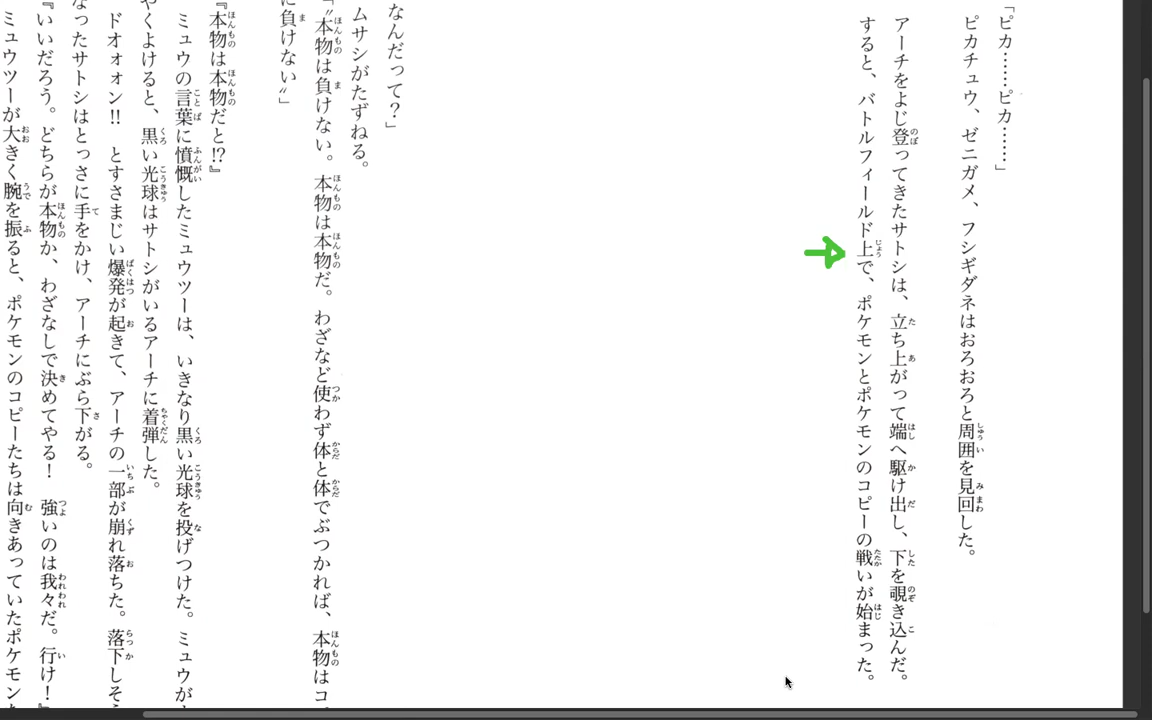 「ピカ……ピカ……」
ピカチュウ、ゼニガメ、フシギダネはおろおろと周囲を見回した。
アーチをよじ登ってきたサトシは、立ち上がって端へ駆け出し、下を覗き込んだ。
すると、バトルフィールド上で、ポケモンとポケモンのコピーの戦いが始まった。
なんだって？」
ムサシがたずねる。
「〝本物は負けない。本物は本物だ。わざなど使わず体と体でぶつかれば、本物はコ
に負けない〟」
『本物は本物だと!?』
ミュウの言葉に憤慨したミュウツーは、いきなり黒い光球を投げつけた。ミュウが
やくよけると、黒い光球はサトシがいるアーチに着弾した。
ドオォォン!!　とすさまじい爆発が起きて、アーチの一部が崩れ落ちた。落下しそう
なったサトシはとっさに手をかけ、アーチにぶら下がる。
『いいだろう。どちらが本物か、わざなしで決めてやる！　強いのは我々だ。行け！』
ミュウツーが大きく腕を振ると、ポケモンのコピーたちは向きあっていたポケモン